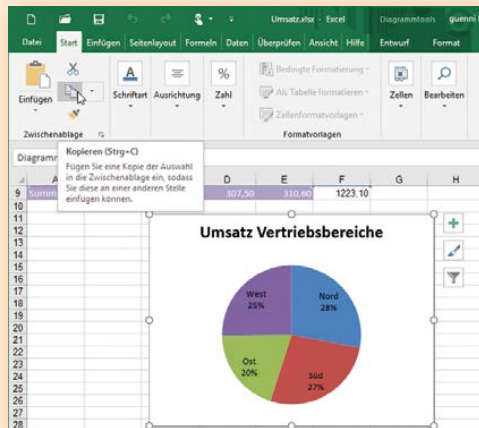 Umsatz.xlsx - Excel
Diagrammtools
guenni
Datei Start Einfügen Seitenlayout Formeln Daten Überprüfen Ansicht Hilfe Entwurf Format
Einfügen
Schriftart
Ausrichtung
Zahl
Bedingte Formatierung
Als Tabelle formatieren
Zellenformatvorlagen
Zellen
Bearbeiten
Zwischenablage
Formatvorlagen
Kopieren (Strg+C)
Fügen Sie eine Kopie der Auswahl
in die Zwischenablage ein, sodass
Sie diese an einer anderen Stelle
einfügen können.
D E F G H
9 307,50 310,60 1223,10
10
11
12
13
14
15
16
17
18
19
20
21
22
23
24
25
26
27
28
Umsatz Vertriebsbereiche
West
25%
Nord
28%
Ost
20%
Süd
27%